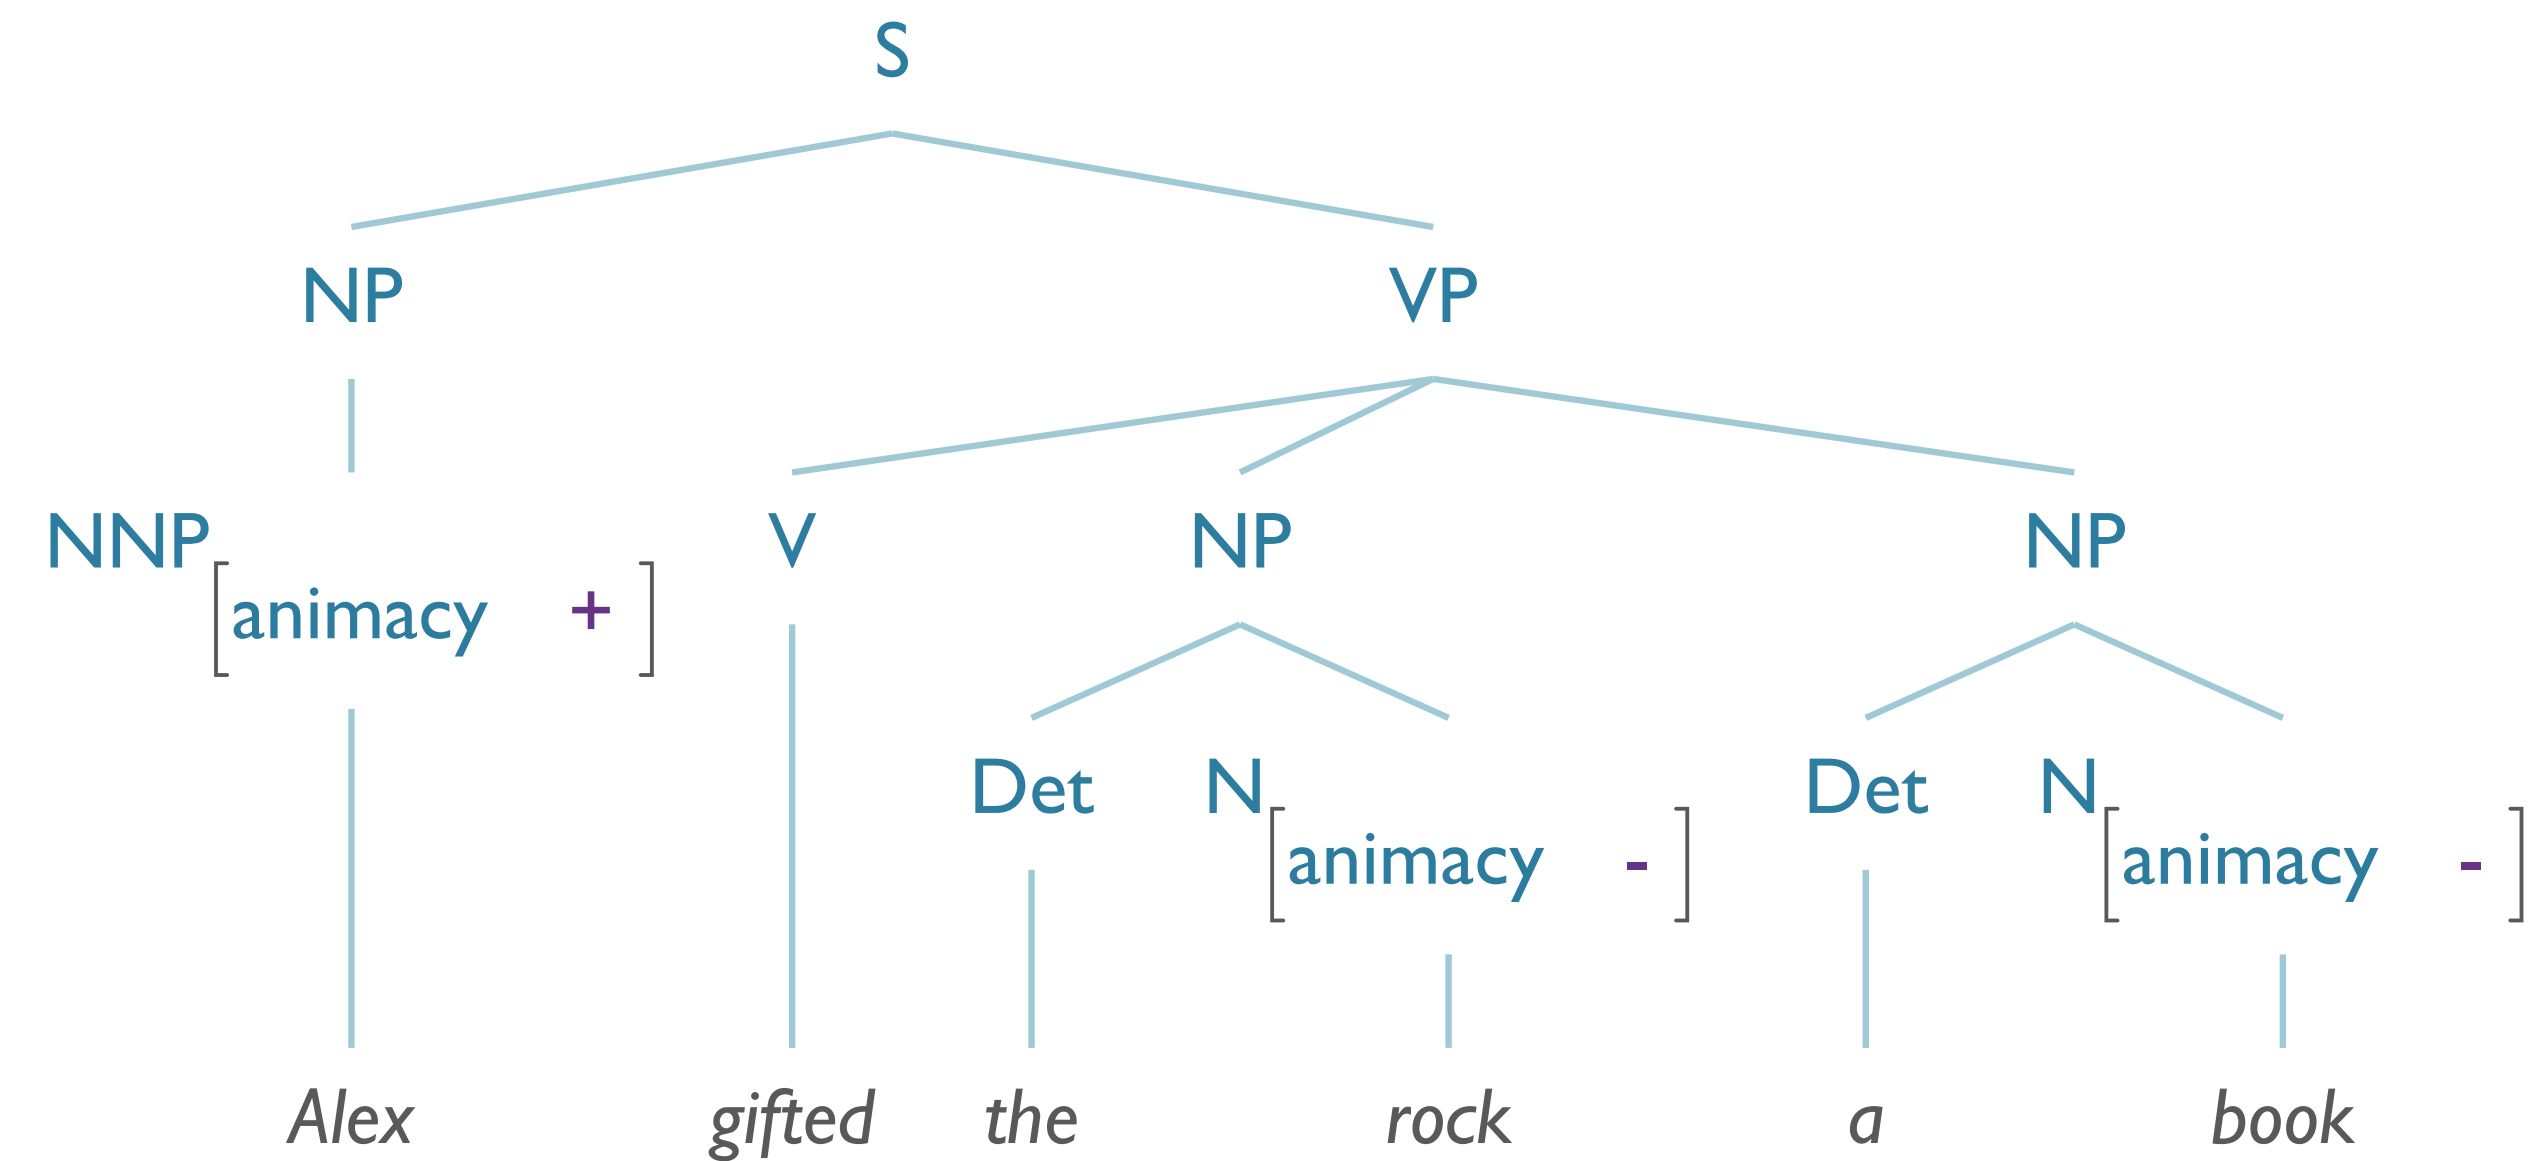 S
NP VP
NNP[animacy +] V NP NP
Det N[animacy -] Det N[animacy -]
Alex gifted the rock a book